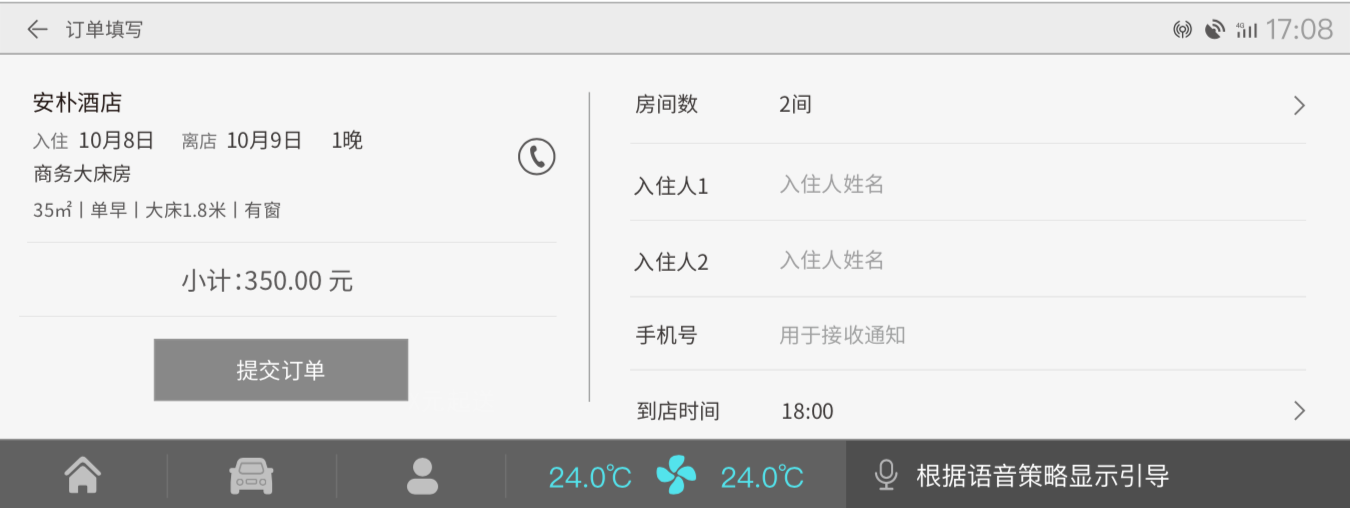 订单填写
4G 17:08
安朴酒店
入住 10月8日 离店 10月9日 1晚
商务大床房
35㎡ | 单早 | 大床1.8米 | 有窗
小计:350.00 元
提交订单
房间数 2间
入住人1 入住人姓名
入住人2 入住人姓名
手机号 用于接收通知
到店时间 18:00
24.0℃ 24.0℃ 根据语音策略显示引导